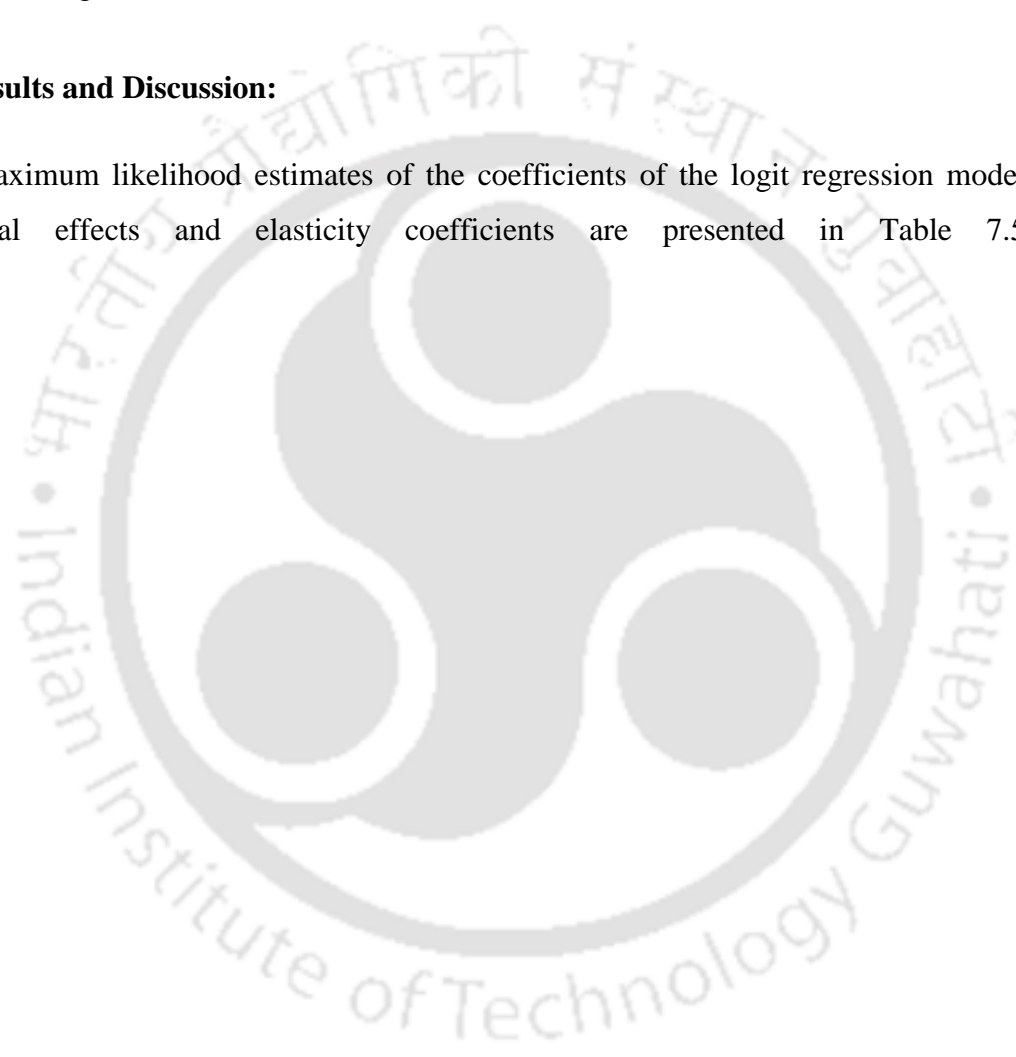 sults and Discussion:
aximum likelihood estimates of the coefficients of the logit regression mode
al effects and elasticity coefficients are presented in Table 7.5
भारतीय प्रौद्योगिकी संस्थान गुवाहाटी
Indian Institute of Technology Guwahati